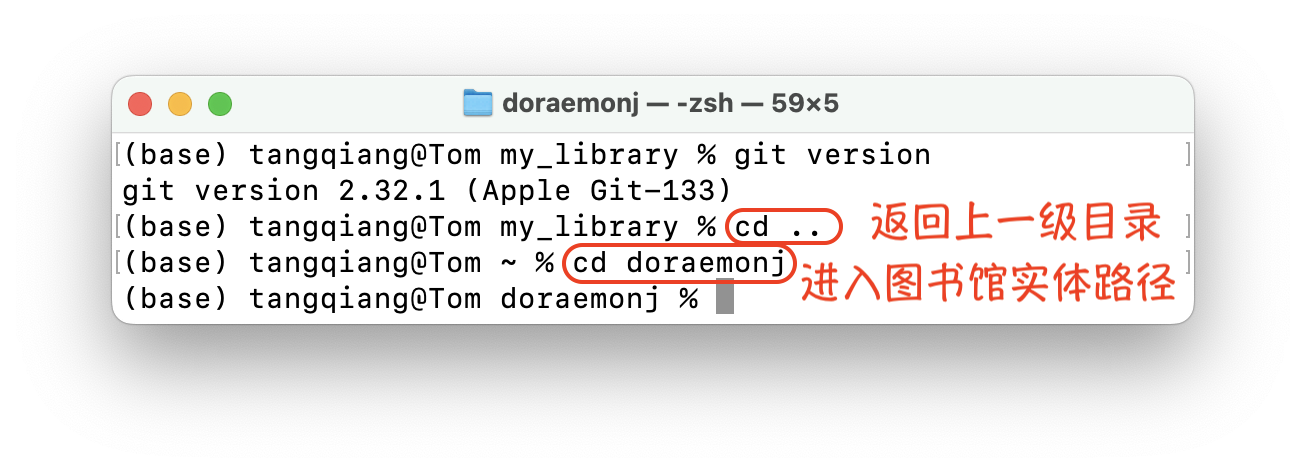 doraemonj — -zsh — 59×5
[(base) tangqiang@Tom my_library % git version ]
git version 2.32.1 (Apple Git-133)
[(base) tangqiang@Tom my_library % cd .. 返回上一级目录 ]
[(base) tangqiang@Tom ~ % cd doraemonj 进入图书馆实体路径 ]
(base) tangqiang@Tom doraemonj %